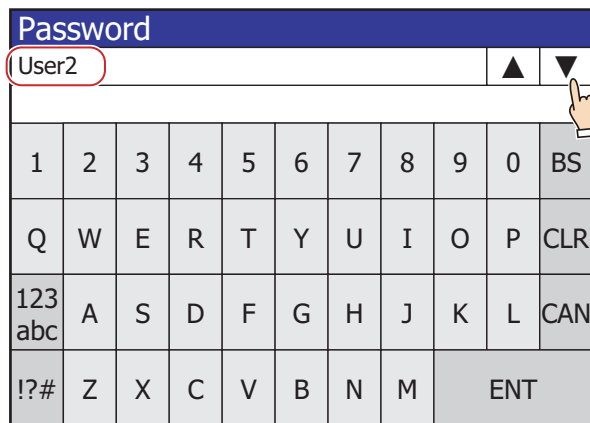 Password
User2 ▲ ▼
1 2 3 4 5 6 7 8 9 0 BS
Q W E R T Y U I O P CLR
123 abc A S D F G H J K L CAN
!?# Z X C V B N M ENT